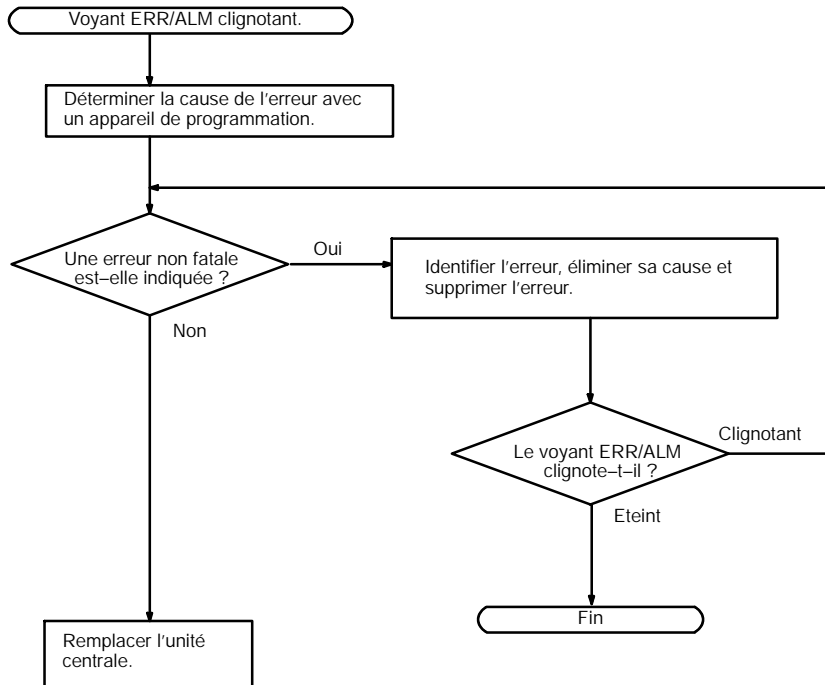 Voyant ERR/ALM clignotant.
Déterminer la cause de l'erreur avec
un appareil de programmation.
Une erreur non fatale
est–elle indiquée ?
Oui
Non
Identifier l'erreur, éliminer sa cause et
supprimer l'erreur.
Le voyant ERR/ALM
clignote–t–il ?
Clignotant
Eteint
Fin
Remplacer l'unité
centrale.